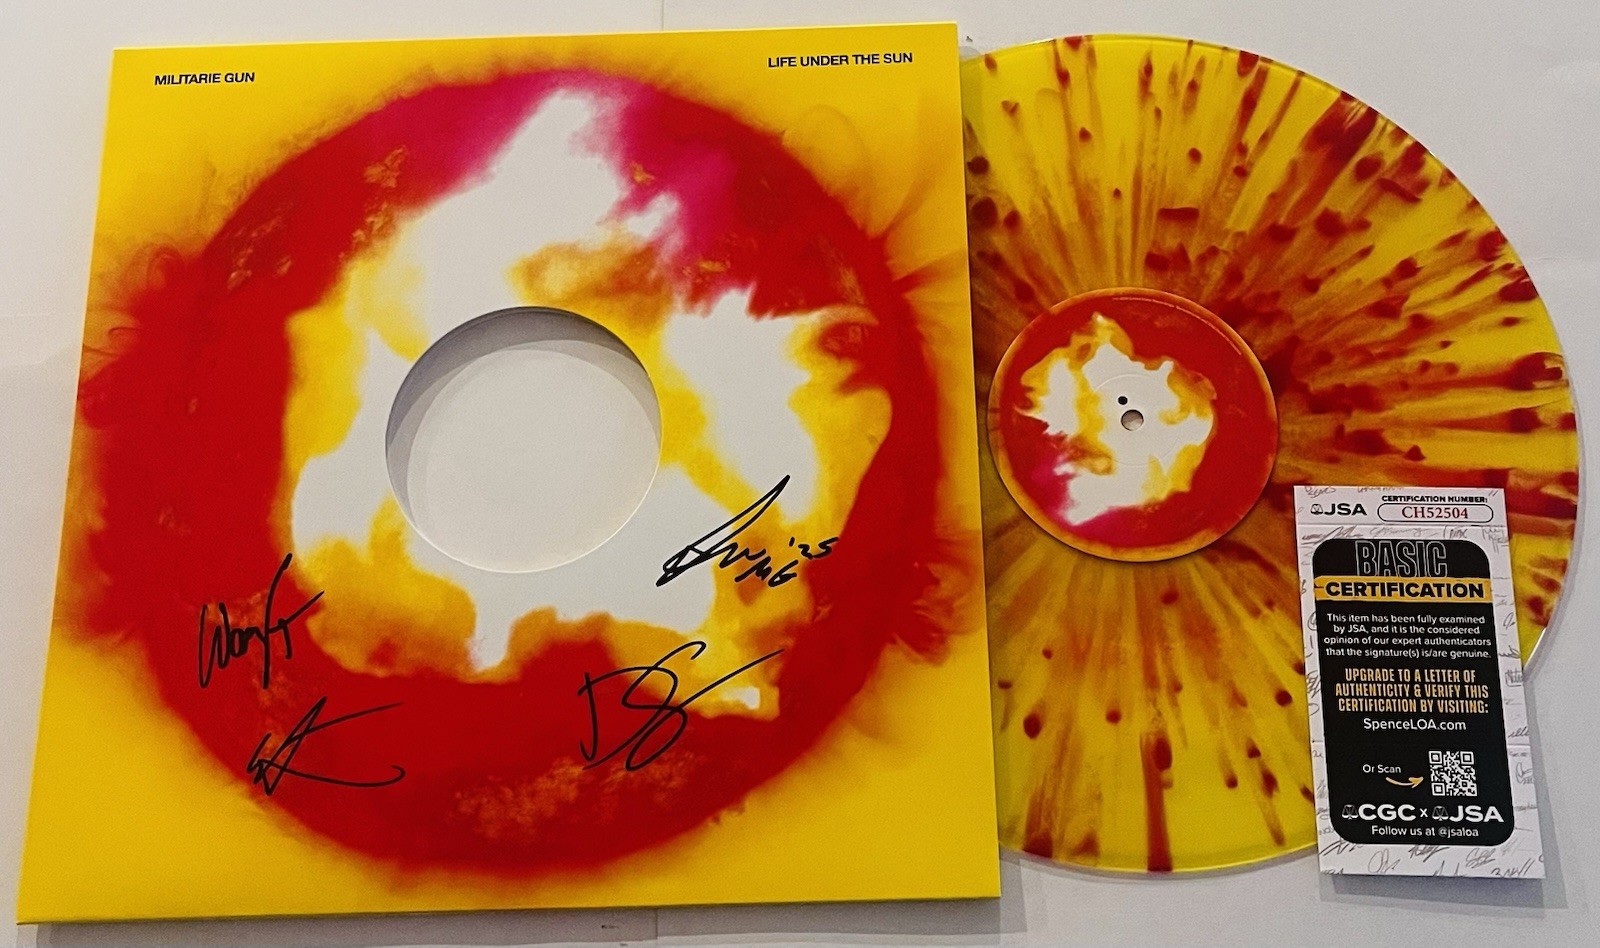 MILITARIE GUN
LIFE UNDER THE SUN
'25
MG
DS
JSA
CERTIFICATION NUMBER:
CH52504
BASIC
CERTIFICATION
This item has been fully examined
by JSA, and it is the considered
opinion of our expert authenticators
that the signature(s) is/are genuine.
UPGRADE TO A LETTER OF
AUTHENTICITY & VERIFY THIS
CERTIFICATION BY VISITING:
SpenceLOA.com
Or Scan
CGC x JSA
Follow us at @jsaloa